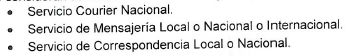 • Servicio Courier Nacional.
• Servicio de Mensajería Local o Nacional o Internacional.
• Servicio de Correspondencia Local o Nacional.